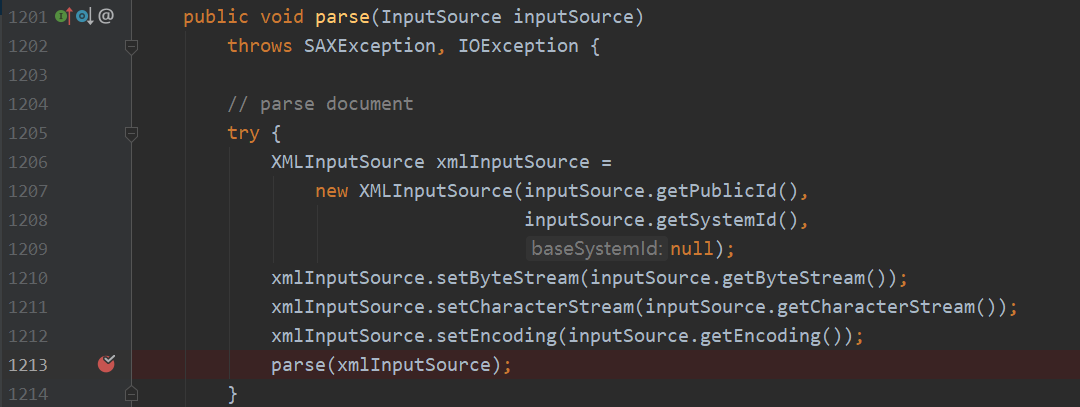 1201 @ public void parse(InputSource inputSource)
1202 throws SAXException, IOException {
1203
1204 // parse document
1205 try {
1206 XMLInputSource xmlInputSource =
1207 new XMLInputSource(inputSource.getPublicId(),
1208 inputSource.getSystemId(),
1209 baseSystemId: null);
1210 xmlInputSource.setByteStream(inputSource.getByteStream());
1211 xmlInputSource.setCharacterStream(inputSource.getCharacterStream());
1212 xmlInputSource.setEncoding(inputSource.getEncoding());
1213 parse(xmlInputSource);
1214 }